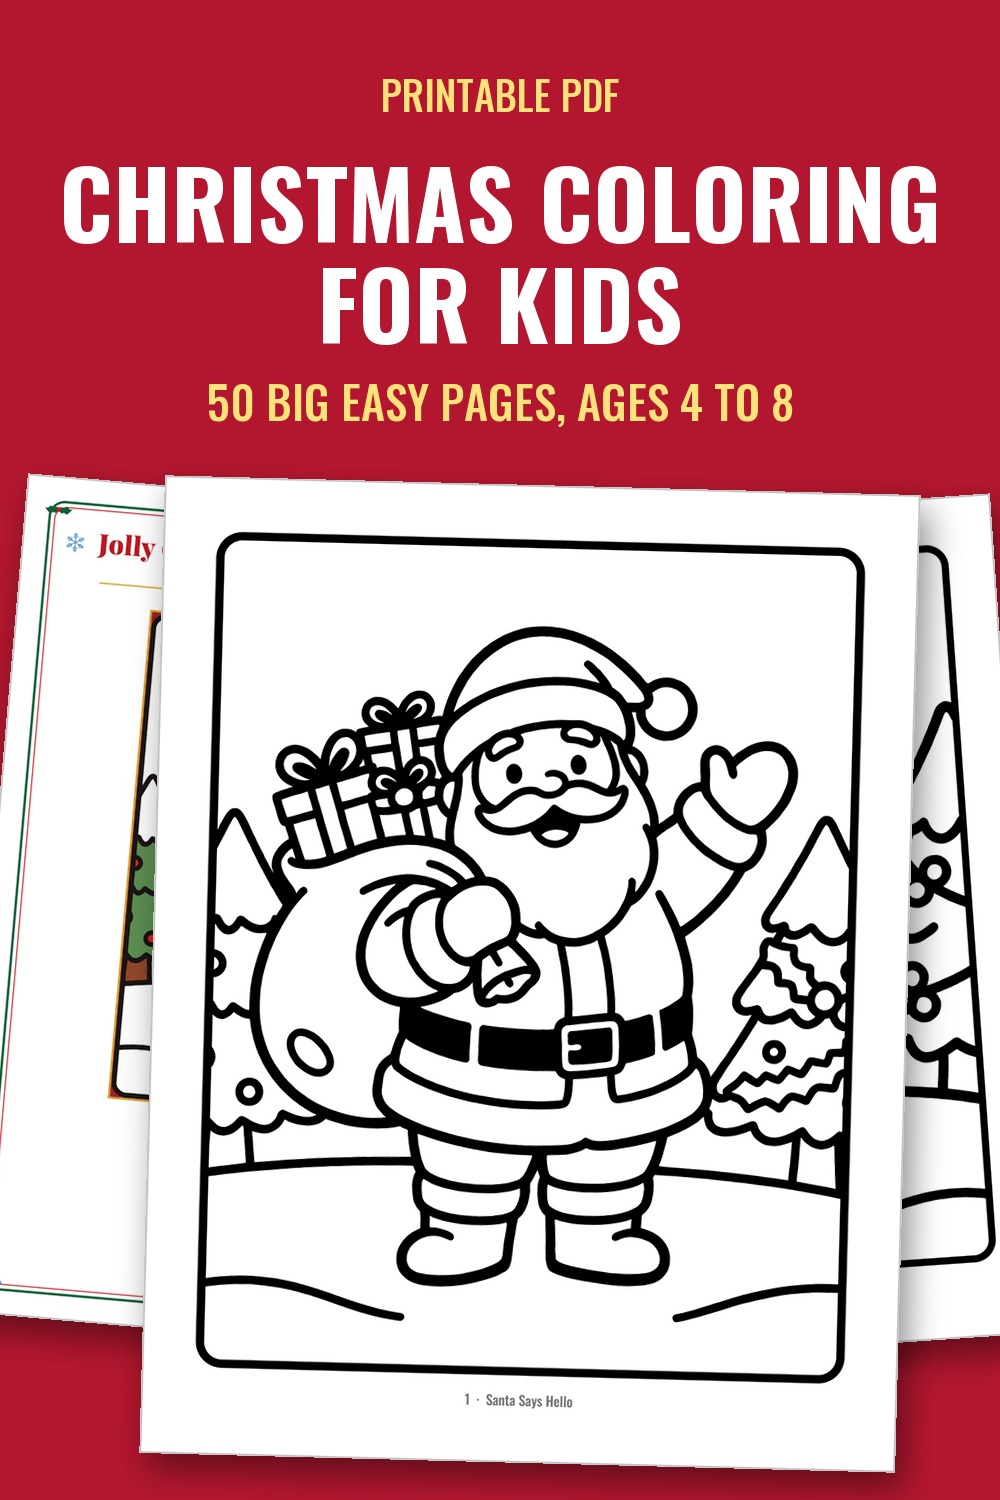 PRINTABLE PDF
CHRISTMAS COLORING
FOR KIDS
50 BIG EASY PAGES, AGES 4 TO 8
Jolly
1 · Santa Says Hello